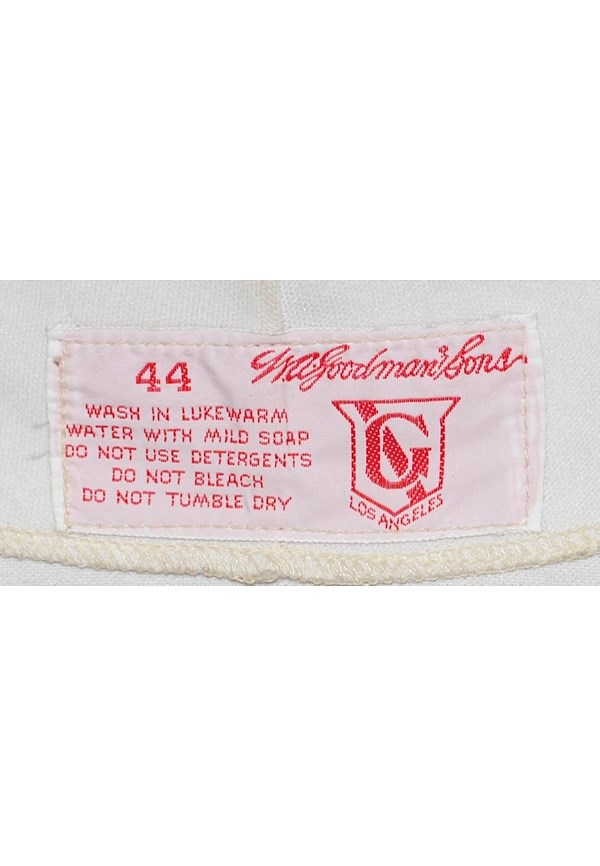 44
W.A. Goodman & Sons
WASH IN LUKEWARM
WATER WITH MILD SOAP
DO NOT USE DETERGENTS
DO NOT BLEACH
DO NOT TUMBLE DRY
G
LOS ANGELES